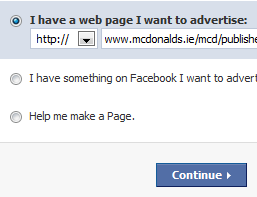 I have a web page I want to advertise:
http:// www.mcdonalds.ie/mcd/publishe
I have something on Facebook I want to advert
Help me make a Page.
Continue